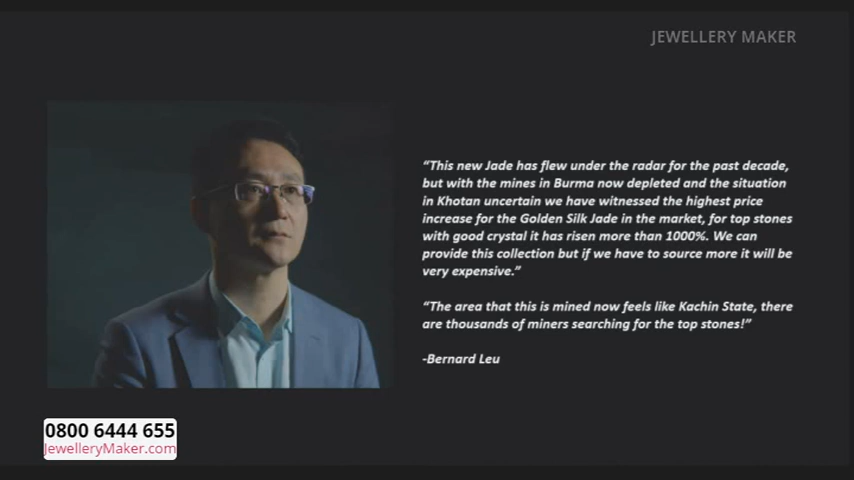 JEWELLERY MAKER
“This new Jade has flew under the radar for the past decade,
but with the mines in Burma now depleted and the situation
in Khotan uncertain we have witnessed the highest price
increase for the Golden Silk Jade in the market, for top stones
with good crystal it has risen more than 1000%. We can
provide this collection but if we have to source more it will be
very expensive.”
“The area that this is mined now feels like Kachin State, there
are thousands of miners searching for the top stones!”
-Bernard Leu
0800 6444 655
JewelleryMaker.com